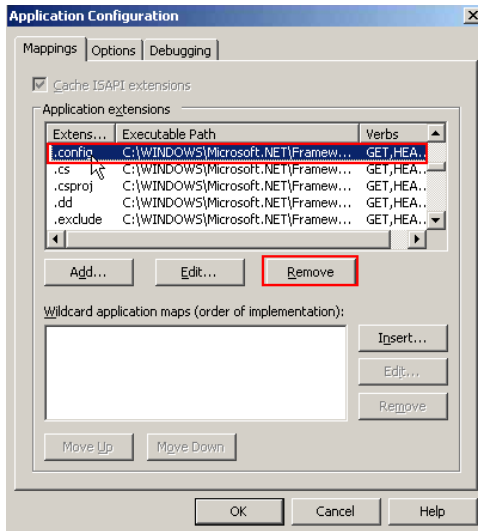 Application Configuration
Mappings Options Debugging
Cache ISAPI extensions
Application extensions
Extens... Executable Path Verbs
.config C:\WINDOWS\Microsoft.NET\Framew... GET,HEA..
.cs C:\WINDOWS\Microsoft.NET\Framew... GET,HEA..
.csproj C:\WINDOWS\Microsoft.NET\Framew... GET,HEA..
.dd C:\WINDOWS\Microsoft.NET\Framew... GET,HEA..
.exclude C:\WINDOWS\Microsoft.NET\Framew... GET,HEA..
Add... Edit... Remove
Wildcard application maps (order of implementation):
Insert...
Edit...
Remove
Move Up Move Down
OK Cancel Help